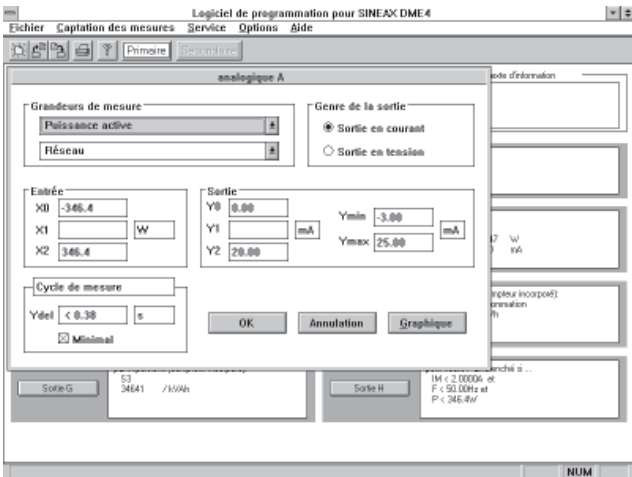 Logiciel de programmation pour SINEAX DME4
Fichier Captation des mesures Service Options Aide
Primaire Secondaire
analogique A
Grandeurs de mesure
Puissance active
Réseau
Genre de la sortie
Sortie en courant
Sortie en tension
d'information
Entrée
X0 -346.4
X1 W
X2 346.4
Sortie
Y0 0.00
Y1 mA
Y2 20.00
Ymin -3.00
Ymax 25.00 mA
W
mA
Cycle de mesure
Ydel < 0.38 s
Minimal
OK Annulation Graphique
incorporé):
Sortie G
53
34641 /kVAh
Sortie H
IM < 2.0000A et
F < 50.00Hz et
P < 346.4W
NUM